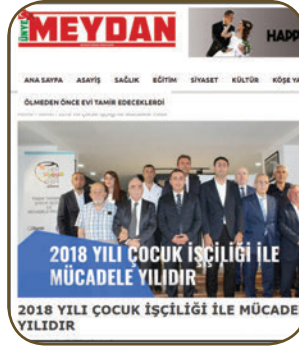 ÜNYE
MEYDAN
HAPP
ANA SAYFA ASAYİŞ SAĞLIK EĞİTİM SİYASET KÜLTÜR KÖŞE YA
ÖLMEDEN ÖNCE EVİ TAMİR EDECEKLERDİ
2018 YILI ÇOCUK İŞÇİLİĞİ İLE
MÜCADELE YILIDIR
2018 YILI ÇOCUK İŞÇİLİĞİ İLE MÜCADE
YILIDIR